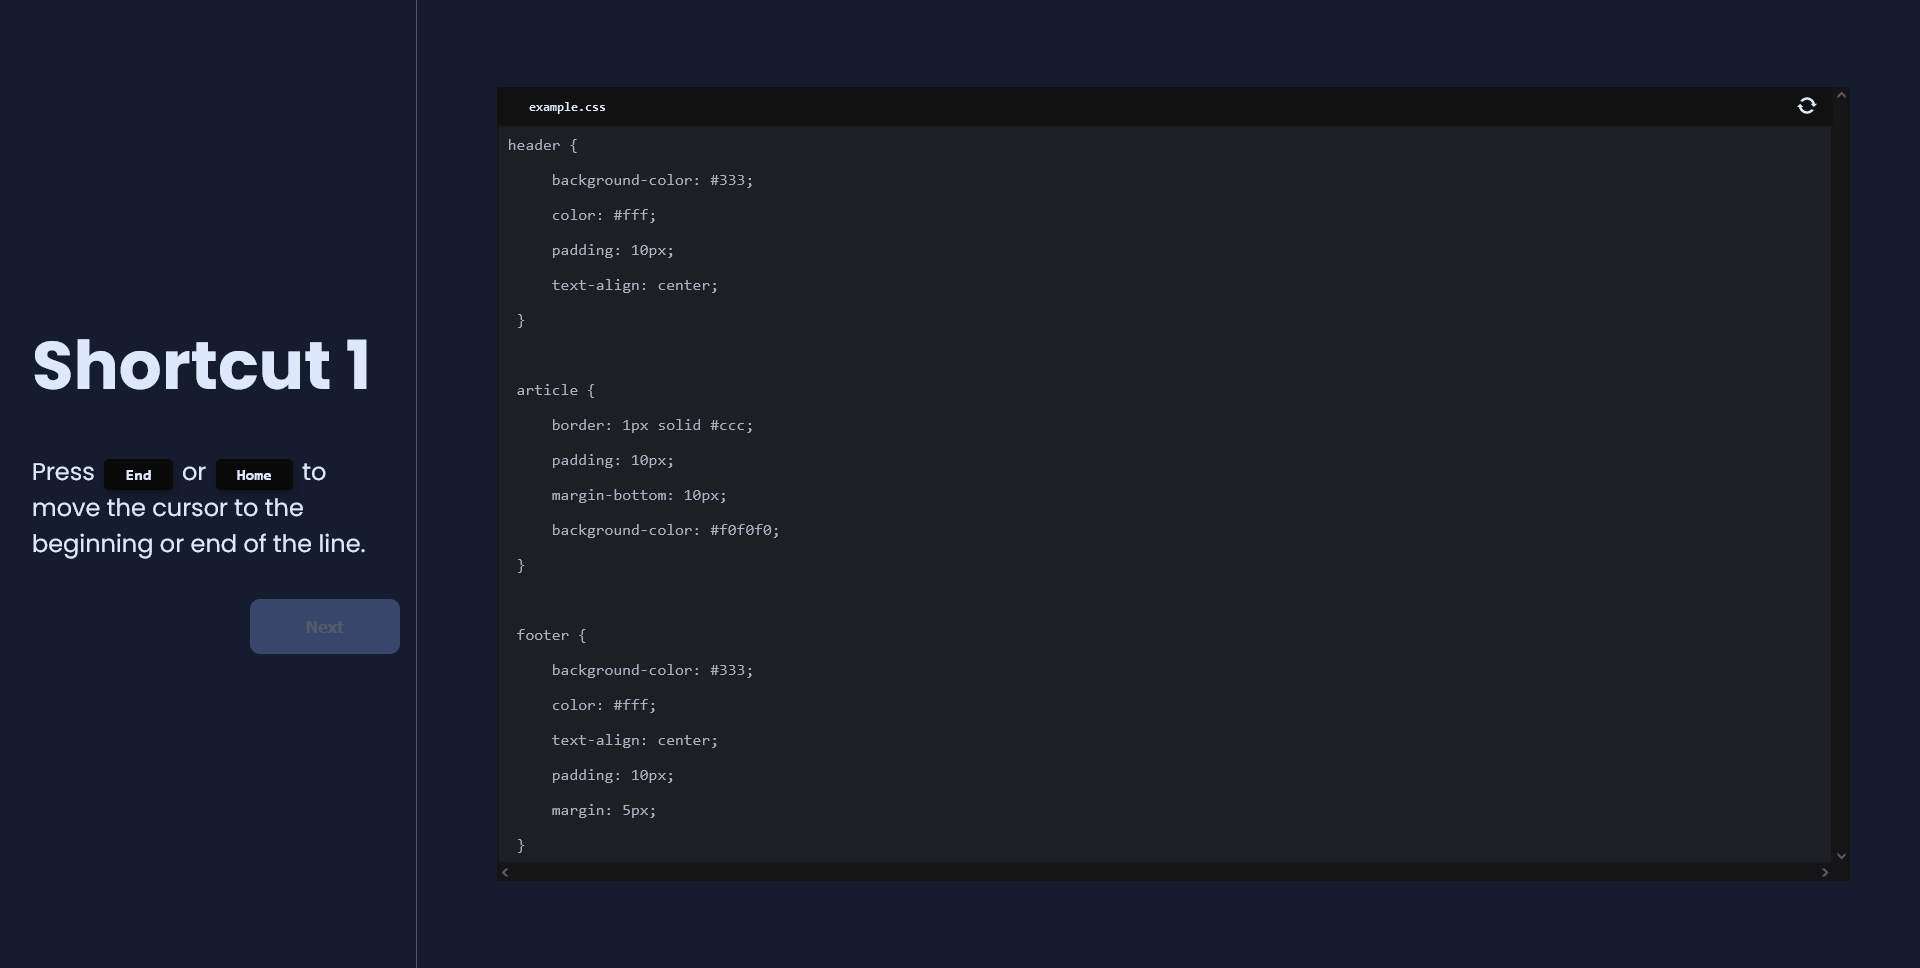 Shortcut 1
Press End or Home to
move the cursor to the
beginning or end of the line.
Next
example.css
header {
background-color: #333;
color: #fff;
padding: 10px;
text-align: center;
}
article {
border: 1px solid #ccc;
padding: 10px;
margin-bottom: 10px;
background-color: #f0f0f0;
}
footer {
background-color: #333;
color: #fff;
text-align: center;
padding: 10px;
margin: 5px;
}